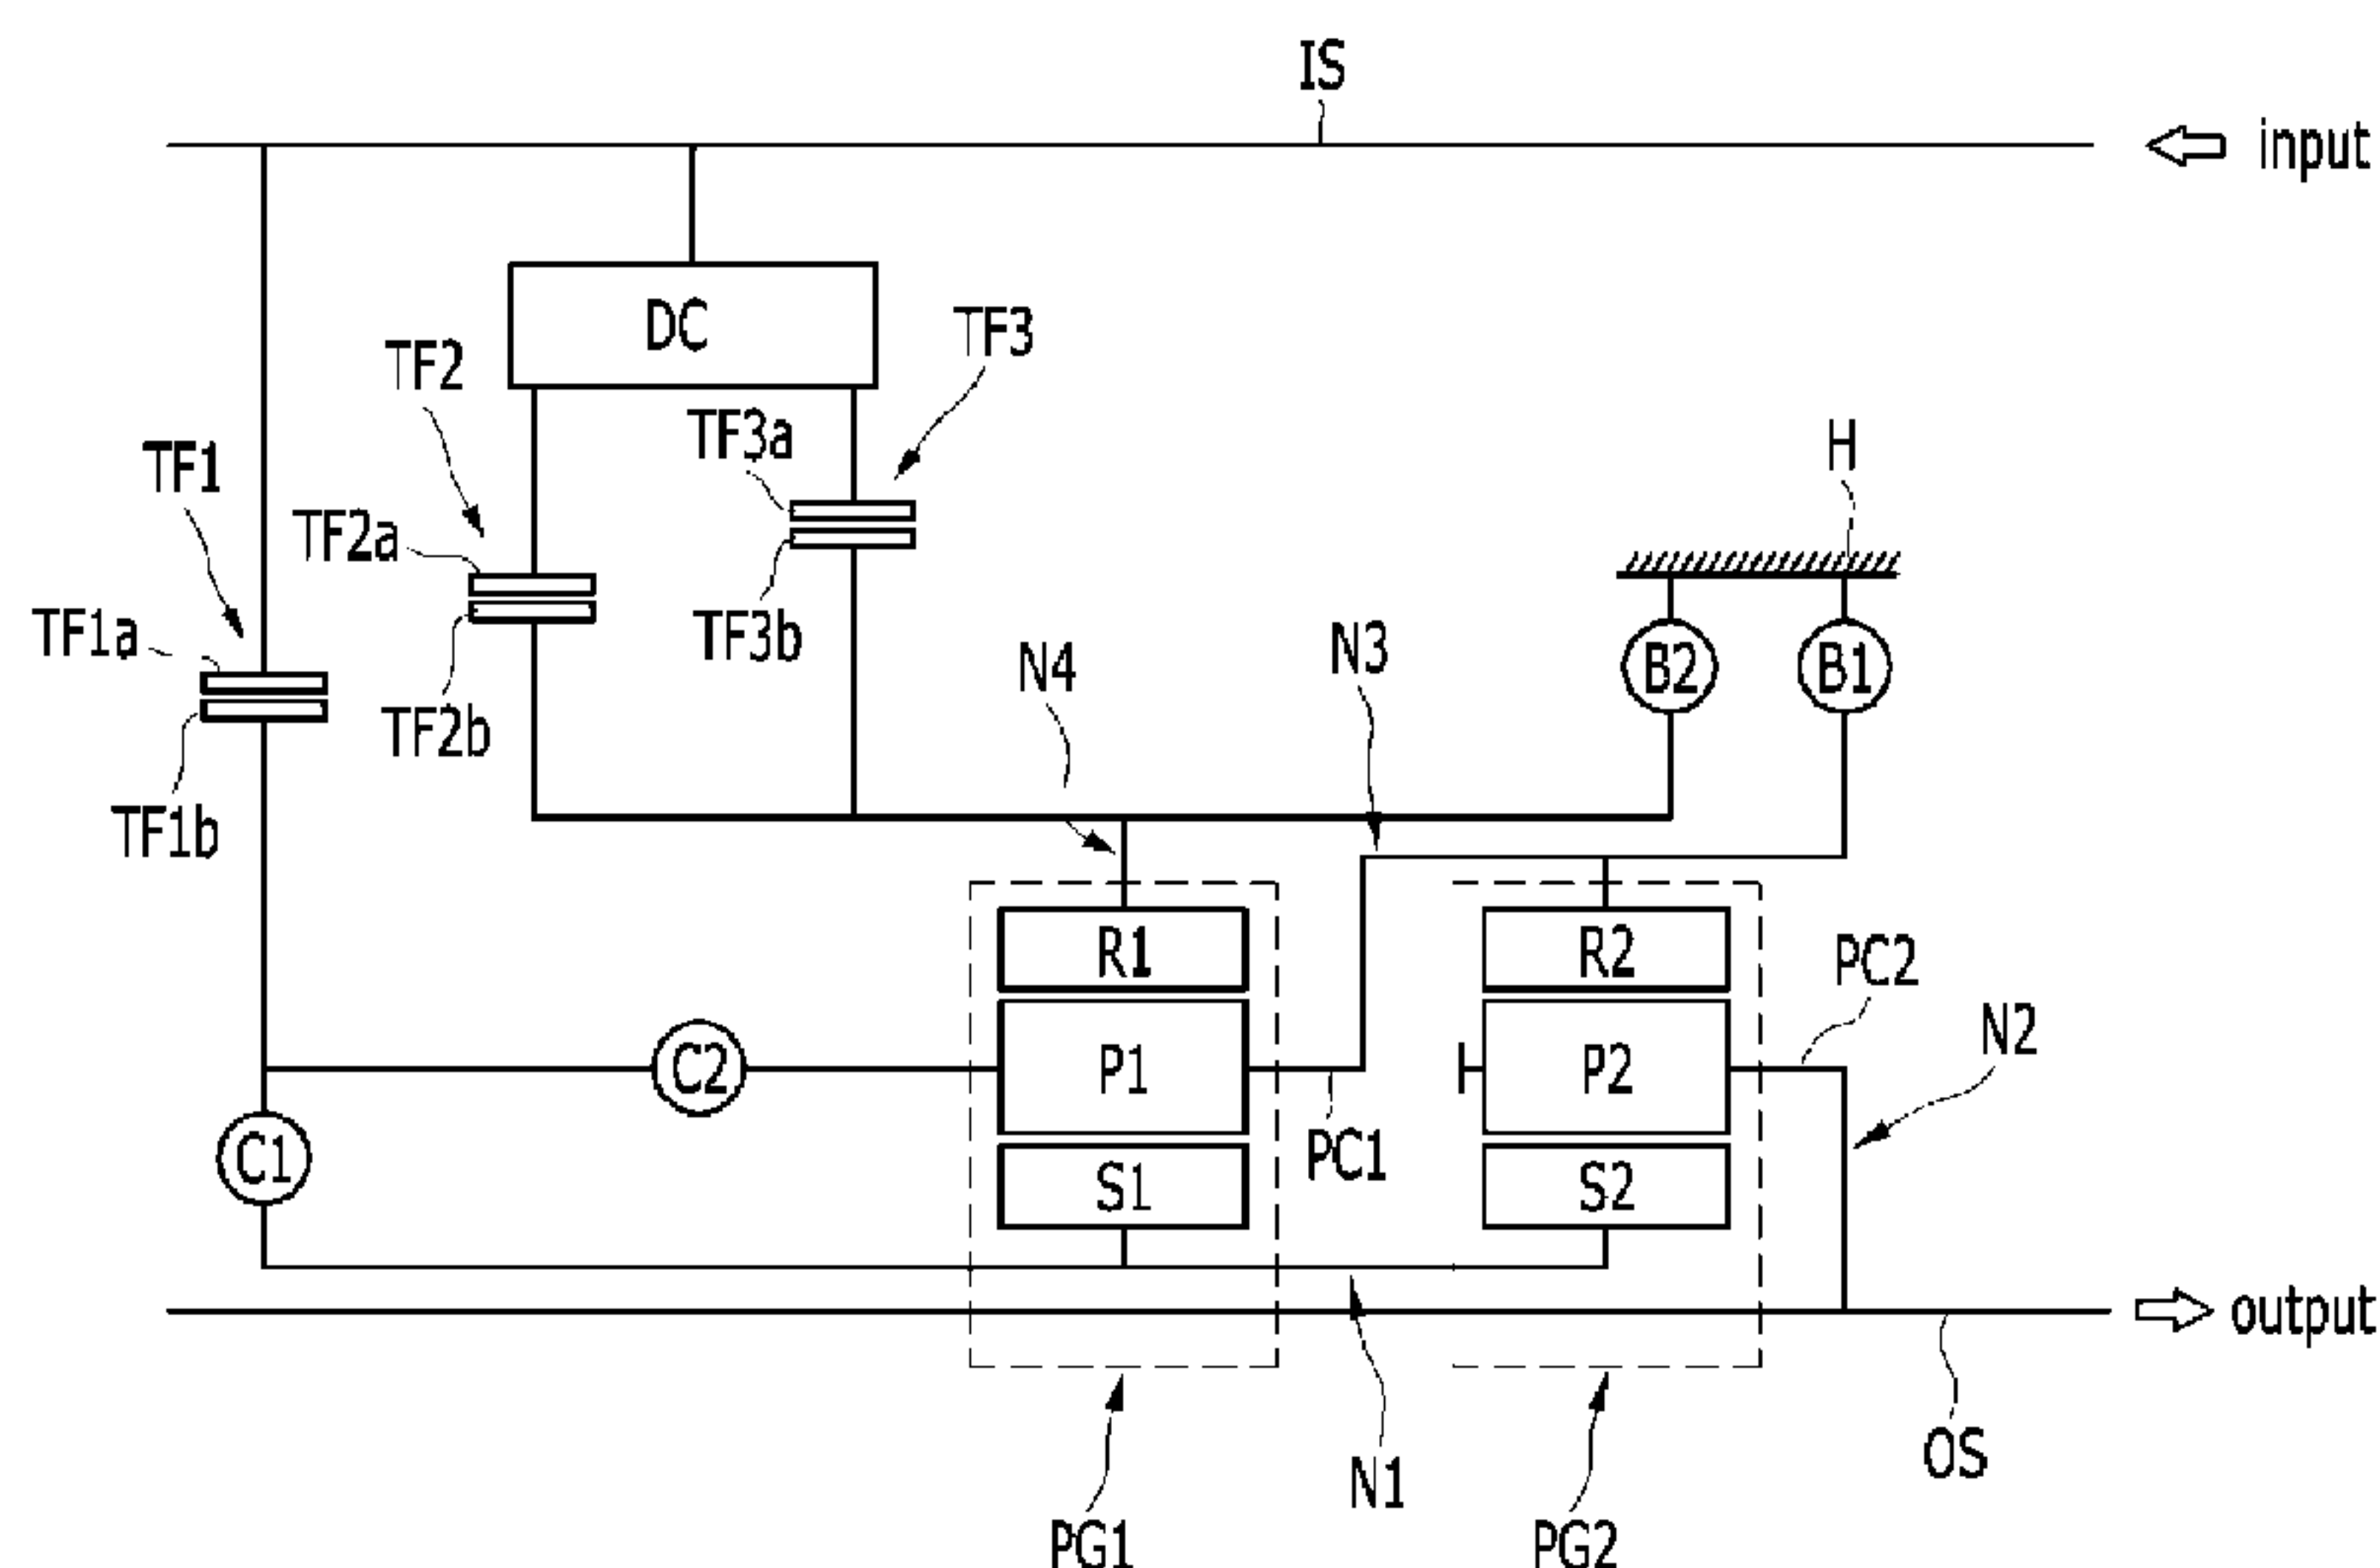 IS
input
DC
TF3
TF2
TF3a
H
TF1
TF2a
TF1a
TF3b
N3
N4
B2
B1
TF2b
TF1b
R1
R2
PC2
N2
C2
P1
P2
PC1
C1
S1
S2
output
OS
N1
PG1
PG2